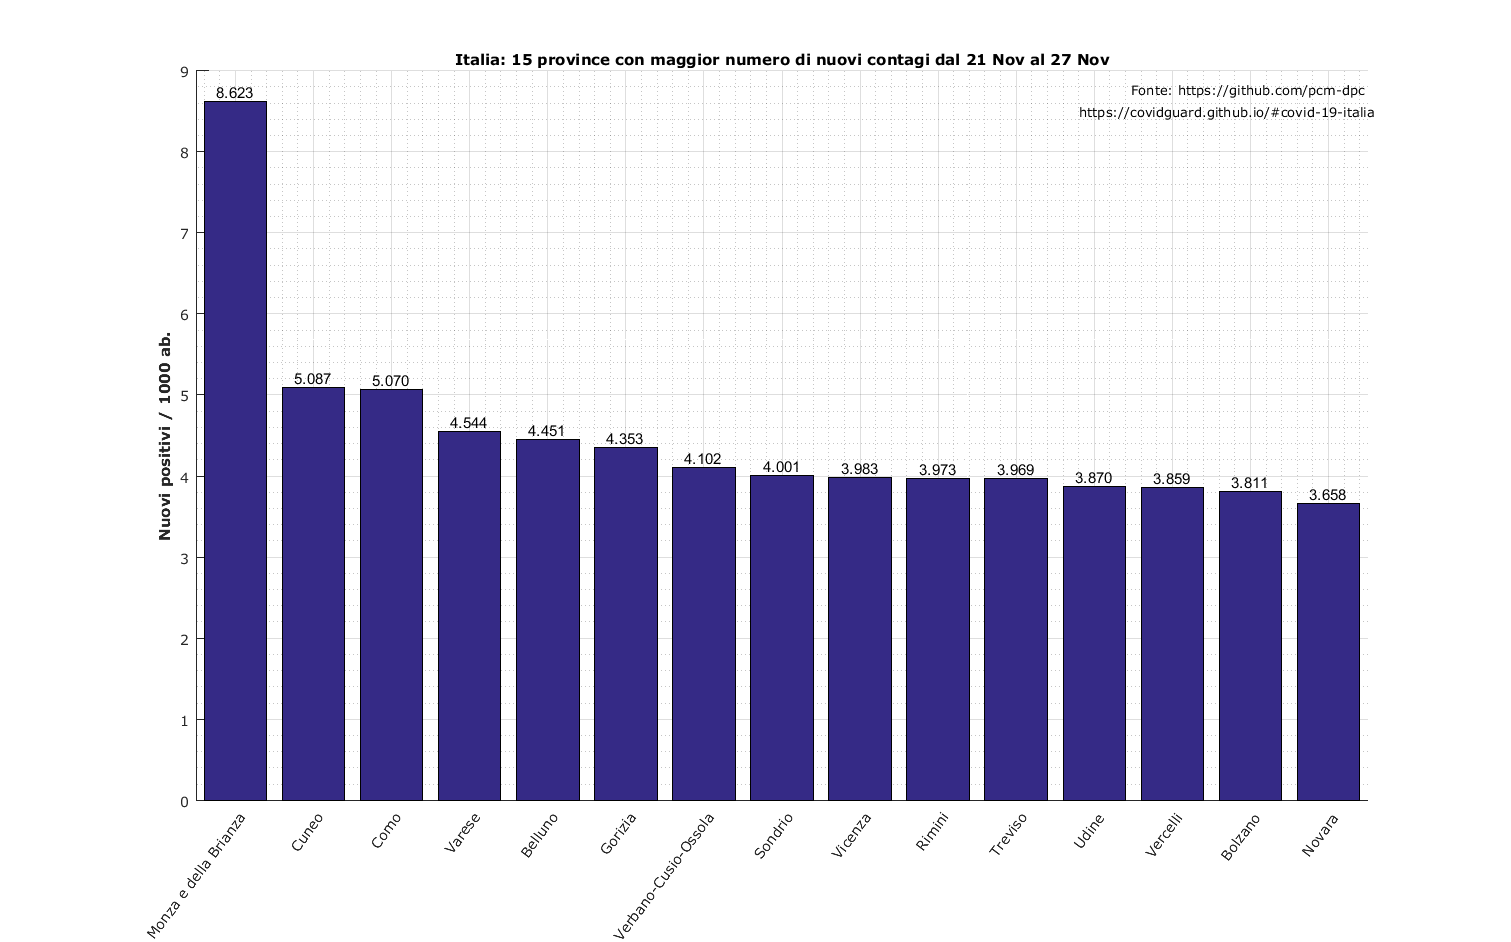 Italia: 15 province con maggior numero di nuovi contagi dal 21 Nov al 27 Nov
Fonte: https://github.com/pcm-dpc
https://covidguard.github.io/#covid-19-italia
Nuovi positivi / 1000 ab.
9
8
7
6
5
4
3
2
1
0
8.623
5.087
5.070
4.544
4.451
4.353
4.102
4.001
3.983
3.973
3.969
3.870
3.859
3.811
3.658
Monza e della Brianza
Cuneo
Como
Varese
Belluno
Gorizia
Verbano-Cusio-Ossola
Sondrio
Vicenza
Rimini
Treviso
Udine
Vercelli
Bolzano
Novara